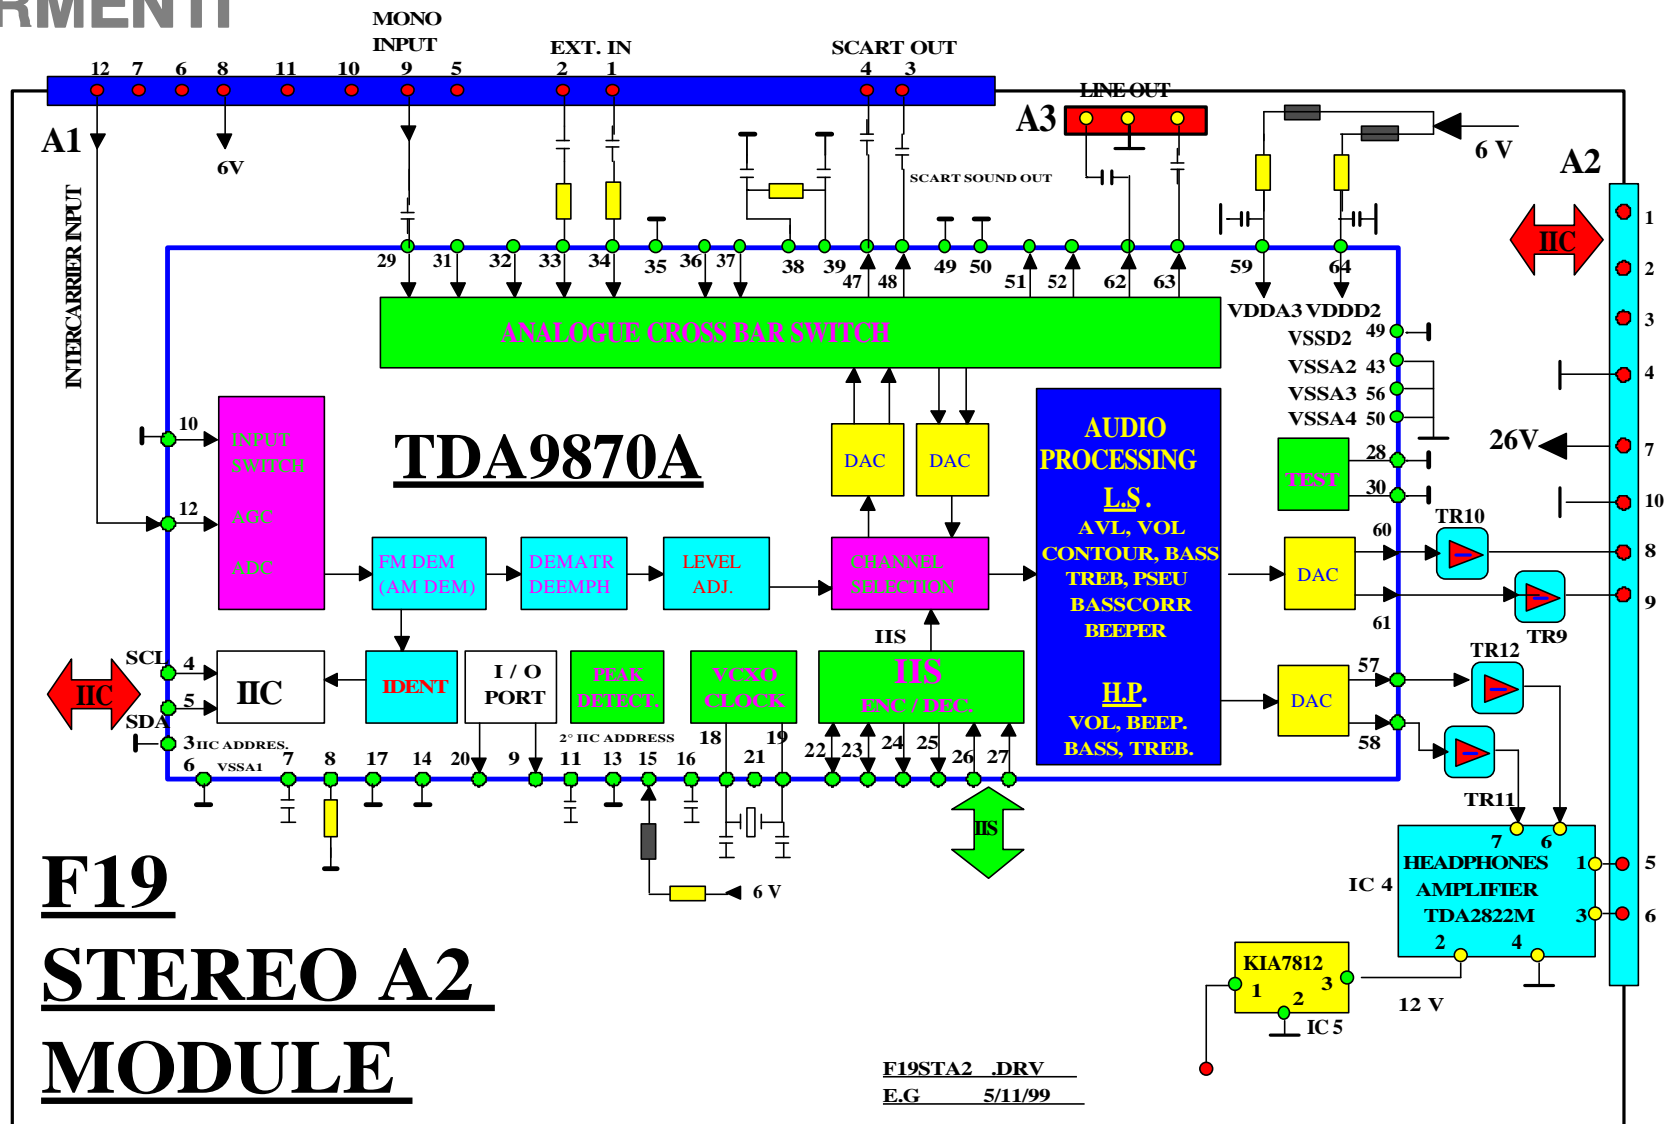 MONO
INPUT
EXT. IN
SCART OUT
12 7 6 8 11 10 9 5 2 1 4 3
LINE OUT
A1
A3
6V
6 V
A2
SCART SOUND OUT
INTERCARRIER INPUT
IIC
1
2
3
4
7
10
8
9
5
6
29 31 32 33 34 35 36 37 38 39 47 48 49 50 51 52 62 63 59 64
VDDA3 VDDD2
ANALOGUE CROSS BAR SWITCH
VSSD2 49
VSSA2 43
VSSA3 56
VSSA4 50
10
12
INPUT
SWITCH
AGC
ADC
TDA9870A
DAC
DAC
AUDIO
PROCESSING
L.S.
AVL, VOL
CONTOUR, BASS
TREB, PSEU
BASSCORR
BEEPER
H.P.
VOL, BEEP.
BASS, TREB.
TEST
28
30
26V
FM DEM
(AM DEM)
DEMATR
DEEMPH
LEVEL
ADJ.
CHANNEL
SELECTION
DAC
60
61
TR10
TR9
IIS
SCL 4
5
SDA
IIC
IIC
IDENT
I / O
PORT
PEAK
DETECT.
VCXO
CLOCK
IIS
ENC / DEC.
DAC
57
58
TR12
TR11
3 IIC ADDRES.
6 VSSA1
2° IIC ADDRESS
7 8 17 14 20 9 11 13 15 16 18 21 19 22 23 24 25 26 27
IIS
6 V
F19
STEREO A2
MODULE
IC 4
7 6
HEADPHONES
AMPLIFIER
TDA2822M
1
3
2 4
KIA7812
1 2 3
IC 5
12 V
F19STA2 .DRV
E.G 5/11/99